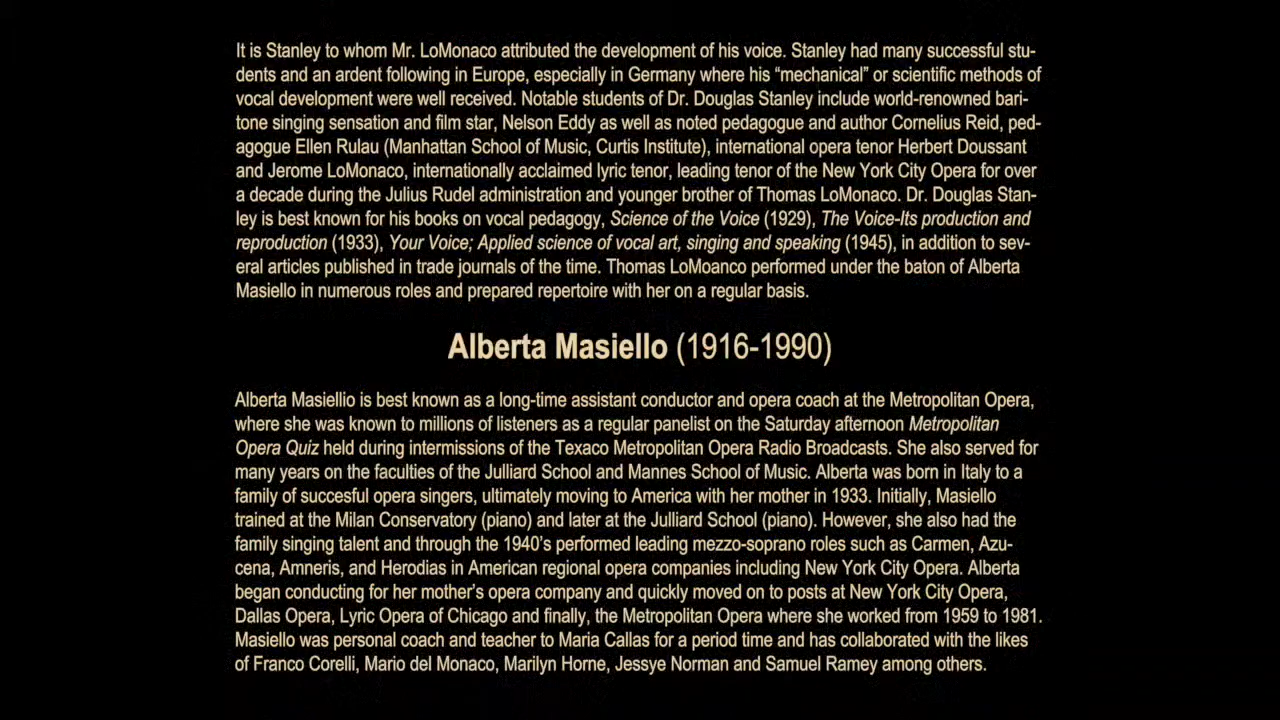 It is Stanley to whom Mr. LoMonaco attributed the development of his voice. Stanley had many successful stu-
dents and an ardent following in Europe, especially in Germany where his “mechanical” or scientific methods of
vocal development were well received. Notable students of Dr. Douglas Stanley include world-renowned bari-
tone singing sensation and film star, Nelson Eddy as well as noted pedagogue and author Cornelius Reid, ped-
agogue Ellen Rulau (Manhattan School of Music, Curtis Institute), international opera tenor Herbert Doussant
and Jerome LoMonaco, internationally acclaimed lyric tenor, leading tenor of the New York City Opera for over
a decade during the Julius Rudel administration and younger brother of Thomas LoMonaco. Dr. Douglas Stan-
ley is best known for his books on vocal pedagogy, Science of the Voice (1929), The Voice-Its production and
reproduction (1933), Your Voice; Applied science of vocal art, singing and speaking (1945), in addition to sev-
eral articles published in trade journals of the time. Thomas LoMoanco performed under the baton of Alberta
Masiello in numerous roles and prepared repertoire with her on a regular basis.
Alberta Masiello (1916-1990)
Alberta Masiellio is best known as a long-time assistant conductor and opera coach at the Metropolitan Opera,
where she was known to millions of listeners as a regular panelist on the Saturday afternoon Metropolitan
Opera Quiz held during intermissions of the Texaco Metropolitan Opera Radio Broadcasts. She also served for
many years on the faculties of the Julliard School and Mannes School of Music. Alberta was born in Italy to a
family of succesful opera singers, ultimately moving to America with her mother in 1933. Initially, Masiello
trained at the Milan Conservatory (piano) and later at the Julliard School (piano). However, she also had the
family singing talent and through the 1940’s performed leading mezzo-soprano roles such as Carmen, Azu-
cena, Amneris, and Herodias in American regional opera companies including New York City Opera. Alberta
began conducting for her mother’s opera company and quickly moved on to posts at New York City Opera,
Dallas Opera, Lyric Opera of Chicago and finally, the Metropolitan Opera where she worked from 1959 to 1981.
Masiello was personal coach and teacher to Maria Callas for a period time and has collaborated with the likes
of Franco Corelli, Mario del Monaco, Marilyn Horne, Jessye Norman and Samuel Ramey among others.